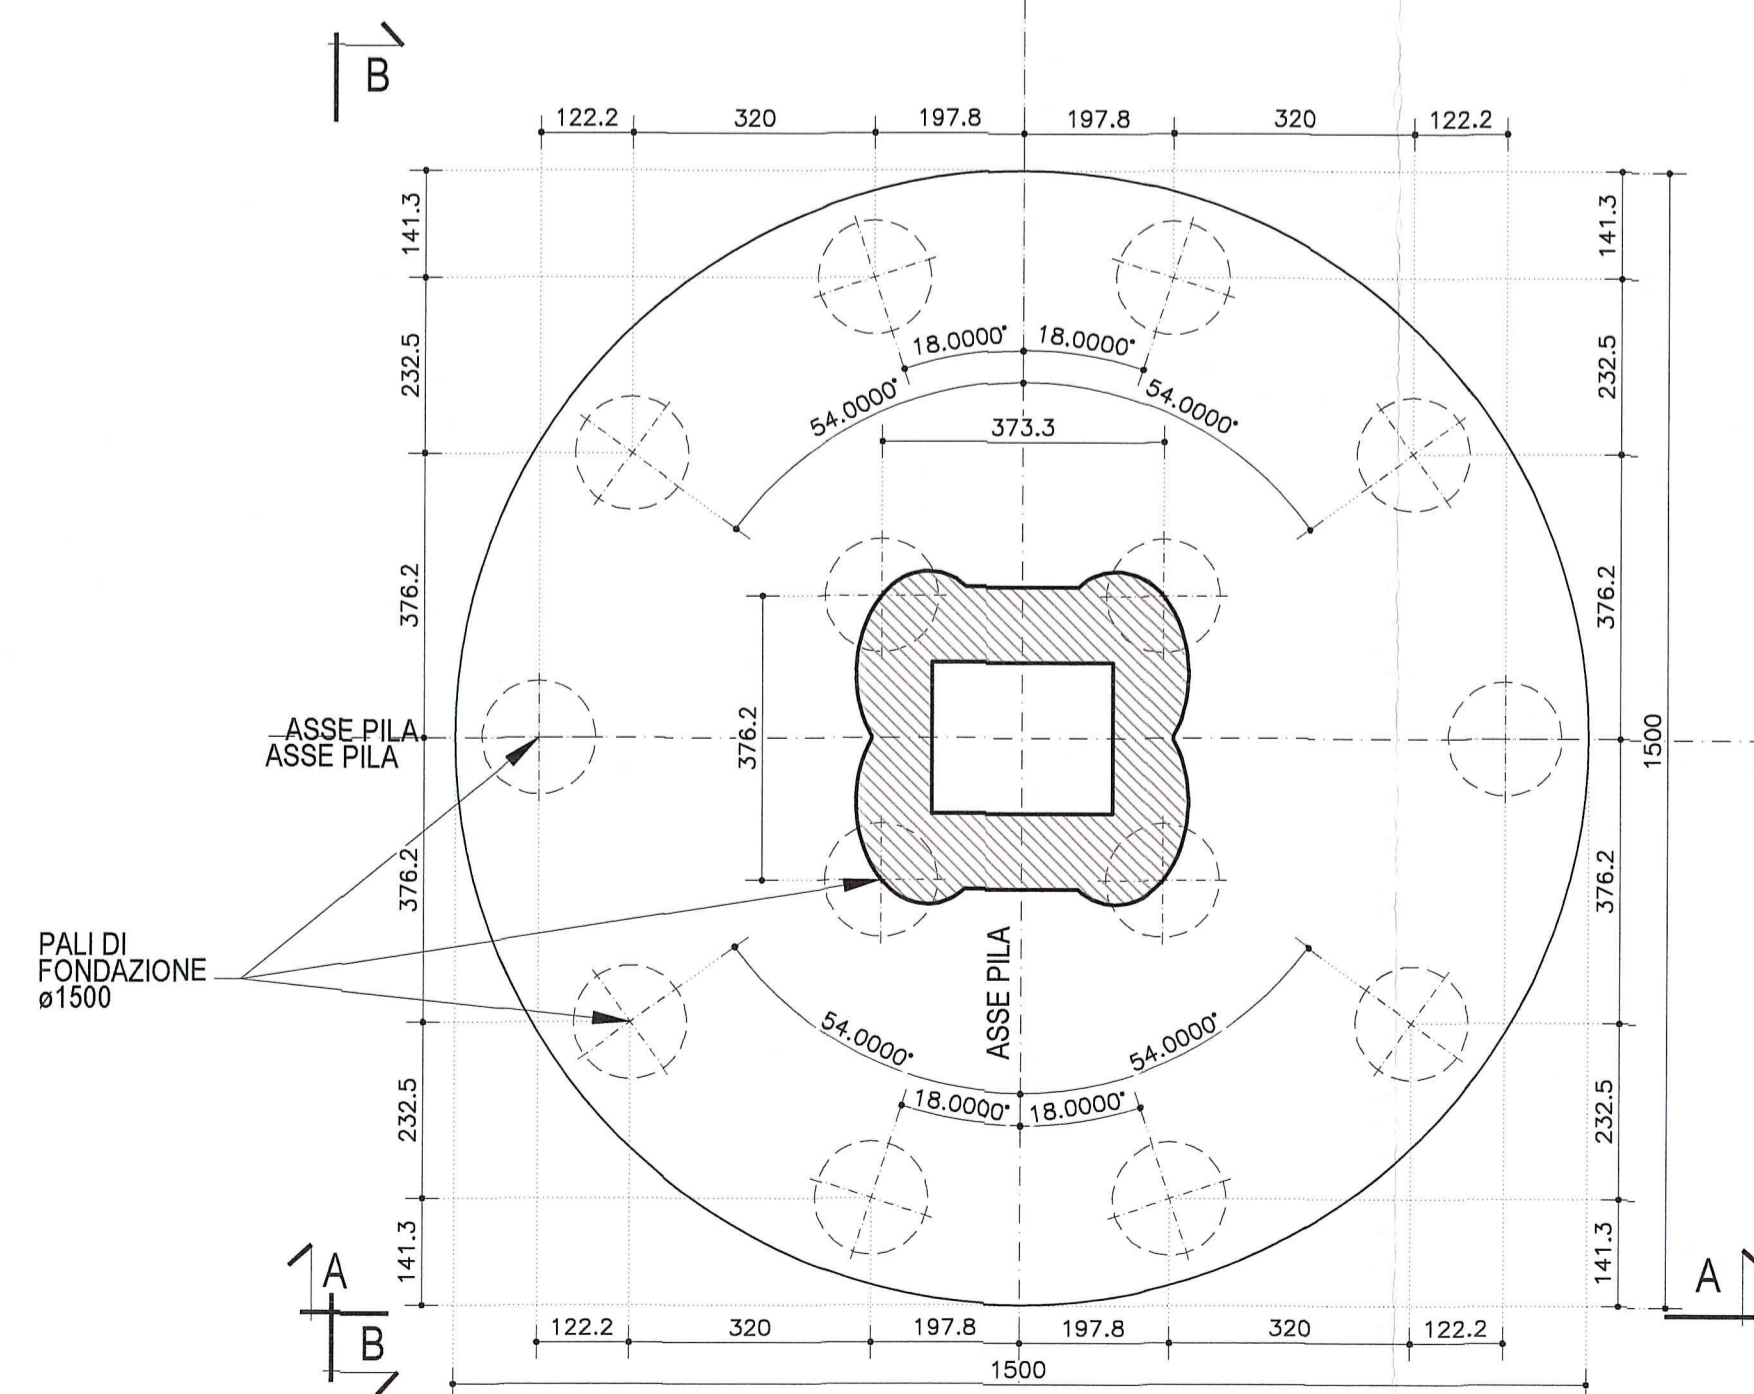 B
122.2 320 197.8 197.8 320 122.2
141.3 141.3
18.0000° 18.0000°
232.5 232.5
54.0000° 54.0000°
373.3
376.2 376.2
376.2
ASSE PILA
ASSE PILA
1500
376.2 376.2
PALI DI
FONDAZIONE
ø1500
ASSE PILA
54.0000° 54.0000°
18.0000° 18.0000°
232.5 232.5
141.3 141.3
A A
122.2 320 197.8 197.8 320 122.2
B
1500